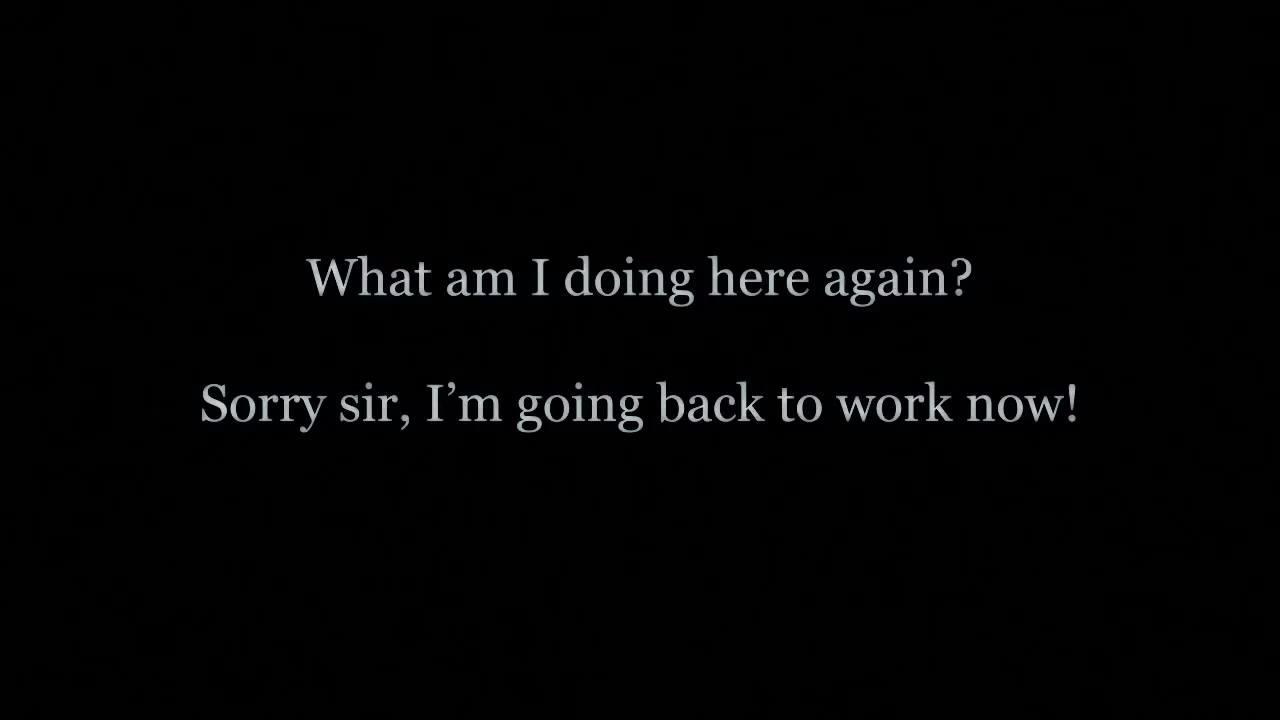 What am I doing here again?
Sorry sir, I’m going back to work now!